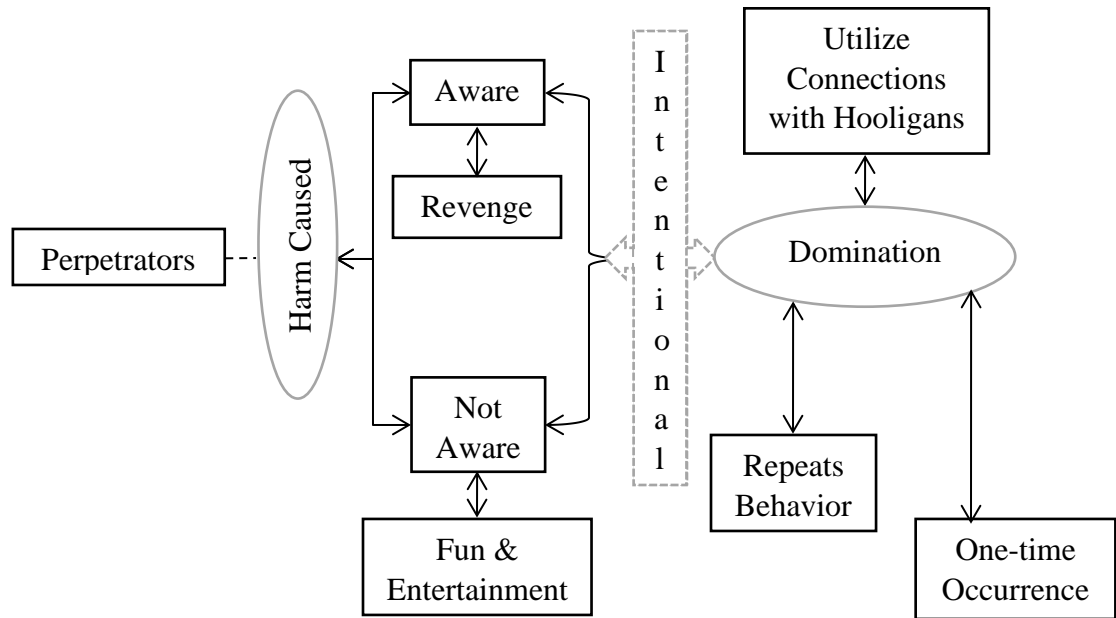 Perpetrators
Harm Caused
Aware
Revenge
Not
Aware
Fun &
Entertainment
Intentional
Utilize
Connections
with Hooligans
Domination
Repeats
Behavior
One-time
Occurrence